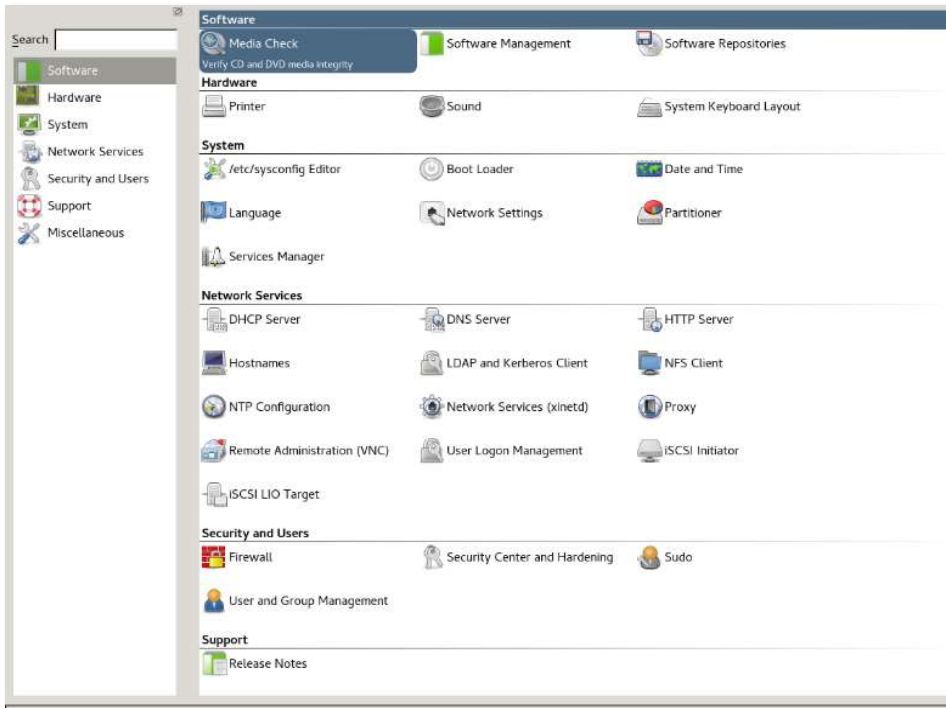 Search
Software
Hardware
System
Network Services
Security and Users
Support
Miscellaneous
Software
Media Check
Verify CD and DVD media integrity
Software Management
Software Repositories
Hardware
Printer
Sound
System Keyboard Layout
System
/etc/sysconfig Editor
Boot Loader
Date and Time
Language
Network Settings
Partitioner
Services Manager
Network Services
DHCP Server
DNS Server
HTTP Server
Hostnames
LDAP and Kerberos Client
NFS Client
NTP Configuration
Network Services (xinetd)
Proxy
Remote Administration (VNC)
User Logon Management
iSCSI Initiator
iSCSI LIO Target
Security and Users
Firewall
Security Center and Hardening
Sudo
User and Group Management
Support
Release Notes